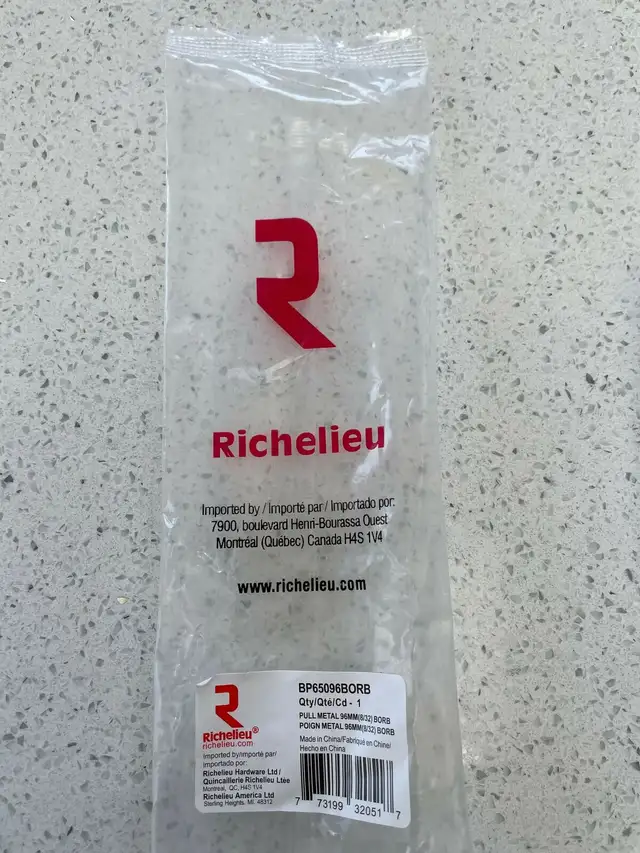 R
Richelieu
Imported by / Importé par / Importado por:
7900, boulevard Henri-Bourassa Ouest
Montréal (Québec) Canada H4S 1V4
www.richelieu.com
R
Richelieu®
richelieu.com
Imported by/importé par/
importado por:
Richelieu Hardware Ltd /
Quincaillerie Richelieu Ltée
Montreal, QC, H4S 1V4
Richelieu America Ltd
Sterling Heights, MI, 48312
BP65096BORB
Qty/Qté/Cd - 1
PULL METAL 96MM(8/32) BORB
POIGN METAL 96MM(8/32) BORB
Made in China/Fabriqué en Chine/
Hecho en China
7 73199 32051 7